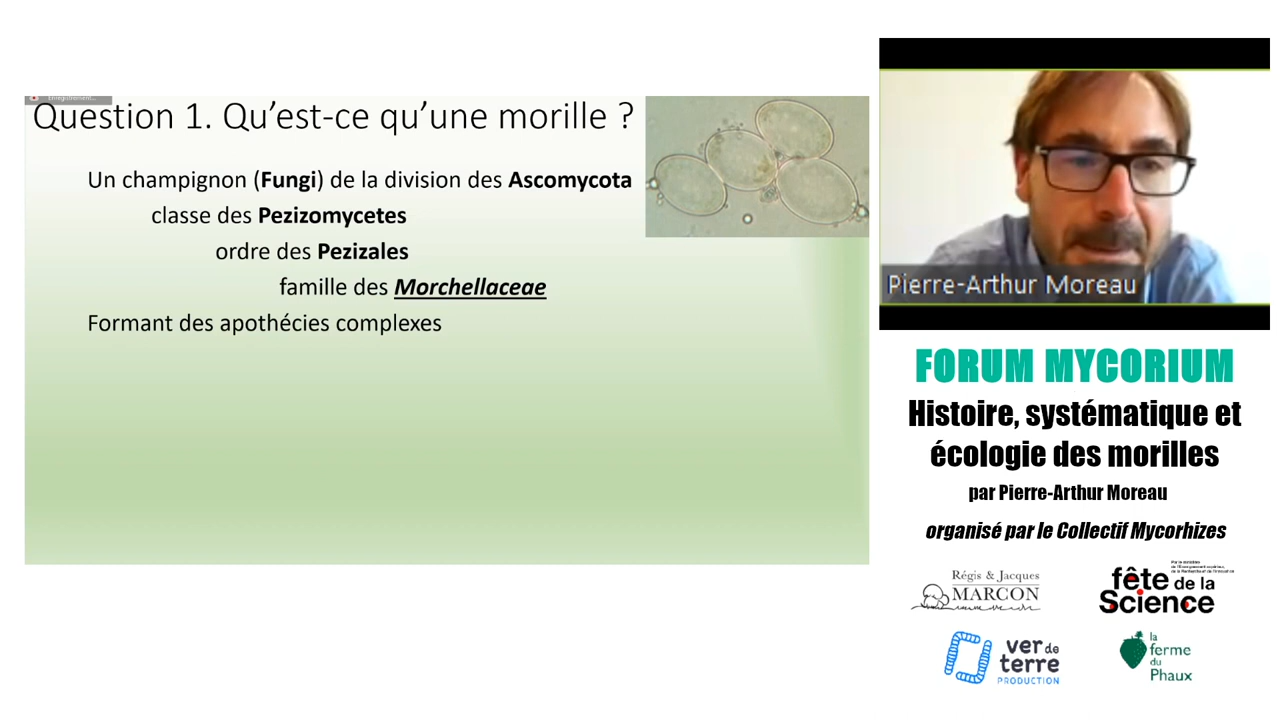 Enregistrement...
Question 1. Qu'est-ce qu'une morille ?
Un champignon (Fungi) de la division des Ascomycota
classe des Pezizomycetes
ordre des Pezizales
famille des Morchellaceae
Formant des apothécies complexes
Pierre-Arthur Moreau
FORUM MYCORIUM
Histoire, systématique et
écologie des morilles
par Pierre-Arthur Moreau
organisé par le Collectif Mycorhizes
Régis & Jacques
MARCON
fête de la
Science
ver de
terre
PRODUCTION
la
ferme
du
Phaux